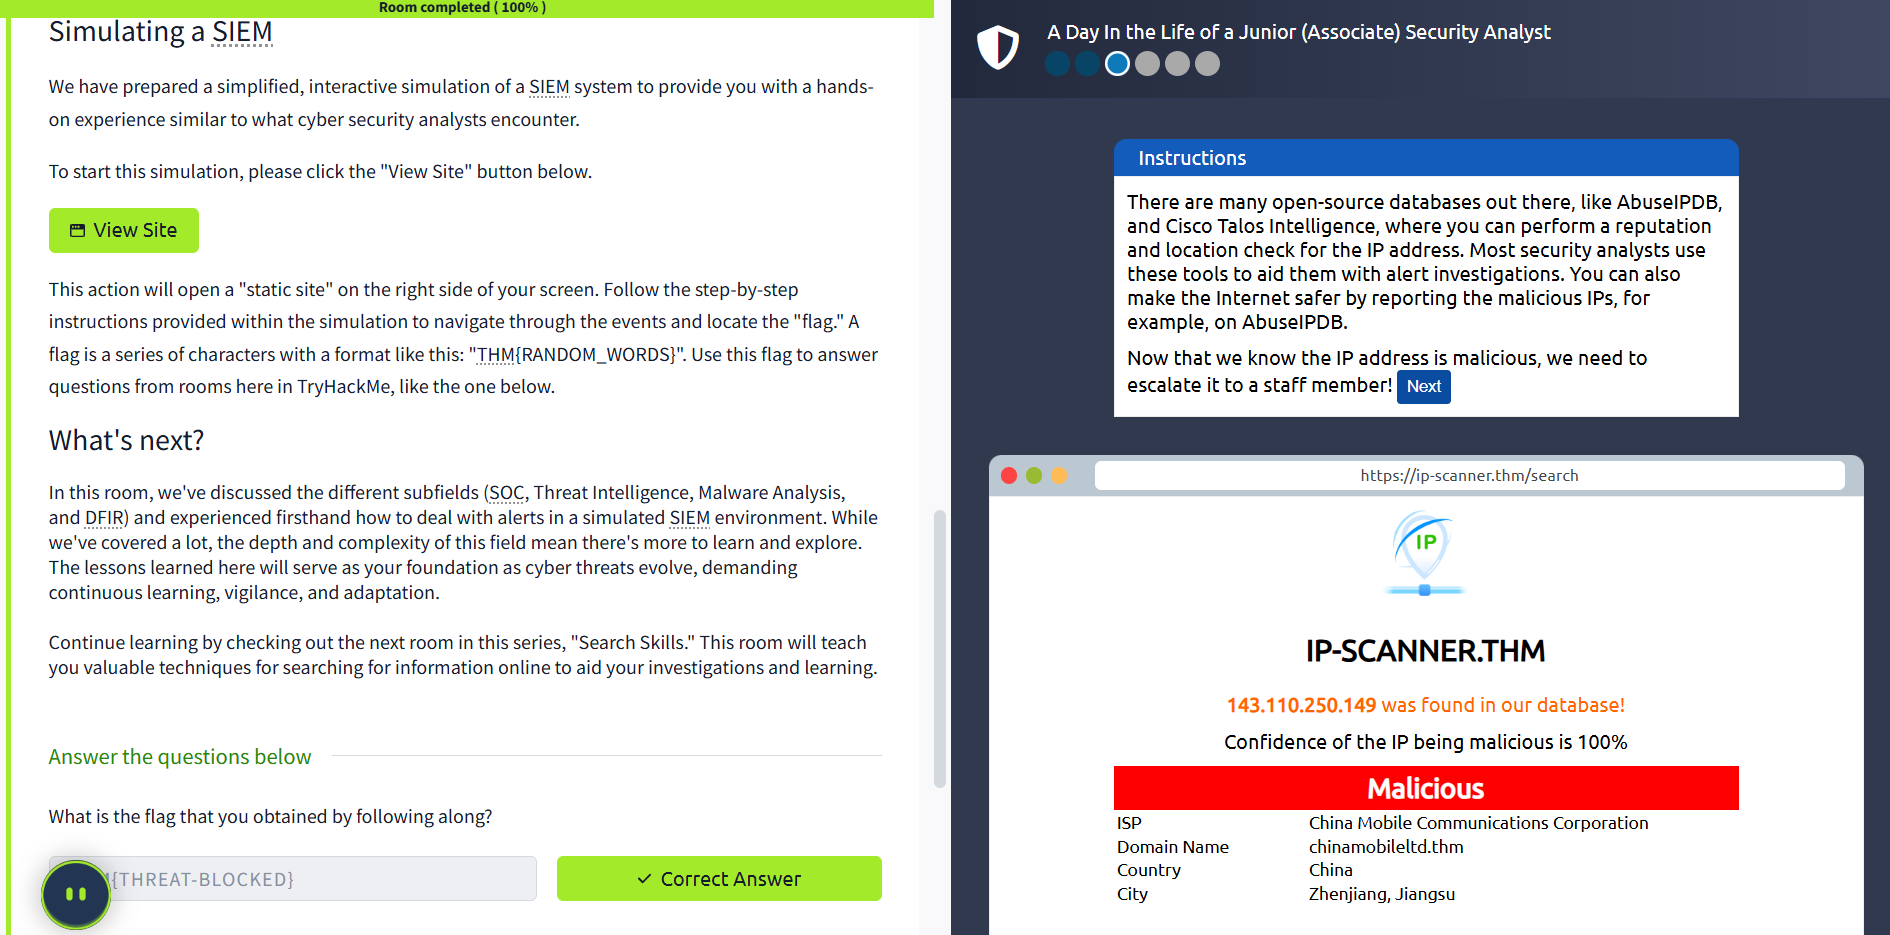 Room completed ( 100% )
Simulating a SIEM
We have prepared a simplified, interactive simulation of a SIEM system to provide you with a hands-
on experience similar to what cyber security analysts encounter.
To start this simulation, please click the "View Site" button below.
View Site
This action will open a "static site" on the right side of your screen. Follow the step-by-step
instructions provided within the simulation to navigate through the events and locate the "flag." A
flag is a series of characters with a format like this: "THM{RANDOM_WORDS}". Use this flag to answer
questions from rooms here in TryHackMe, like the one below.
What's next?
In this room, we've discussed the different subfields (SOC, Threat Intelligence, Malware Analysis,
and DFIR) and experienced firsthand how to deal with alerts in a simulated SIEM environment. While
we've covered a lot, the depth and complexity of this field mean there's more to learn and explore.
The lessons learned here will serve as your foundation as cyber threats evolve, demanding
continuous learning, vigilance, and adaptation.
Continue learning by checking out the next room in this series, "Search Skills." This room will teach
you valuable techniques for searching for information online to aid your investigations and learning.
Answer the questions below
What is the flag that you obtained by following along?
{THREAT-BLOCKED}
Correct Answer
A Day In the Life of a Junior (Associate) Security Analyst
Instructions
There are many open-source databases out there, like AbuseIPDB,
and Cisco Talos Intelligence, where you can perform a reputation
and location check for the IP address. Most security analysts use
these tools to aid them with alert investigations. You can also
make the Internet safer by reporting the malicious IPs, for
example, on AbuseIPDB.
Now that we know the IP address is malicious, we need to
escalate it to a staff member! Next
https://ip-scanner.thm/search
IP
IP-SCANNER.THM
143.110.250.149 was found in our database!
Confidence of the IP being malicious is 100%
Malicious
ISP China Mobile Communications Corporation
Domain Name chinamobileltd.thm
Country China
City Zhenjiang, Jiangsu